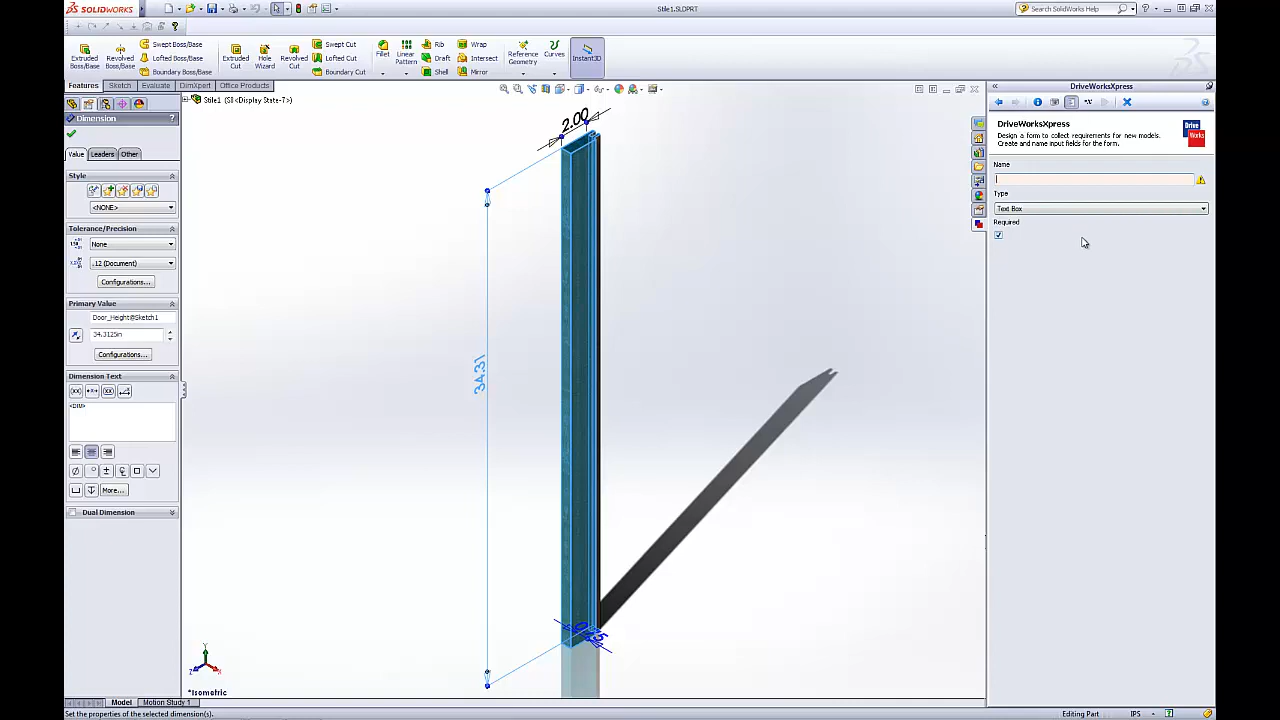 SOLIDWORKS
Stile1.SLDPRT
Search SolidWorks Help
Extruded Boss/Base
Revolved Boss/Base
Swept Boss/Base
Lofted Boss/Base
Boundary Boss/Base
Extruded Cut
Hole Wizard
Revolved Cut
Swept Cut
Lofted Cut
Boundary Cut
Fillet
Linear Pattern
Rib
Draft
Shell
Wrap
Intersect
Mirror
Reference Geometry
Curves
Instant3D
Features
Sketch
Evaluate
DimXpert
Office Products
Stile1 (S8<Display State-7>)
Dimension
Value
Leaders
Other
Style
<NONE>
Tolerance/Precision
None
.12 (Document)
Configurations...
Primary Value
Door_Height@Sketch1
34.3125in
Configurations...
Dimension Text
<DIM>
More...
Dual Dimension
2.00
34.31
*Isometric
DriveWorksXpress
DriveWorksXpress
Design a form to collect requirements for new models.
Create and name input fields for the form.
Drive
Works
Name
Type
Text Box
Required
Model
Motion Study 1
Set the properties of the selected dimension(s).
Editing Part
IPS